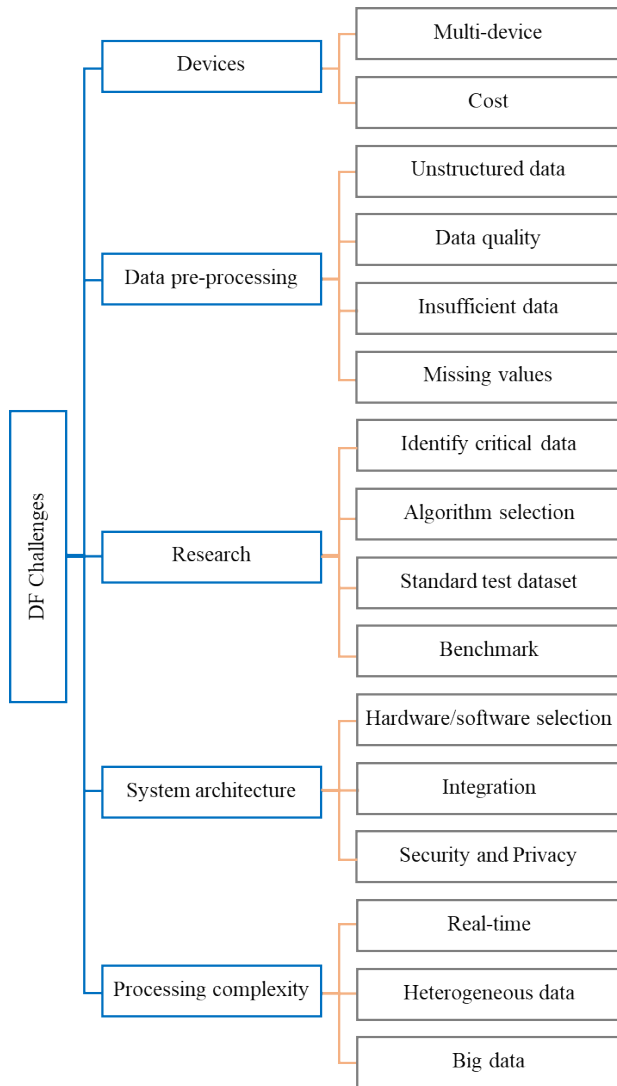 DF Challenges
Devices
Multi-device
Cost
Data pre-processing
Unstructured data
Data quality
Insufficient data
Missing values
Research
Identify critical data
Algorithm selection
Standard test dataset
Benchmark
System architecture
Hardware/software selection
Integration
Security and Privacy
Processing complexity
Real-time
Heterogeneous data
Big data